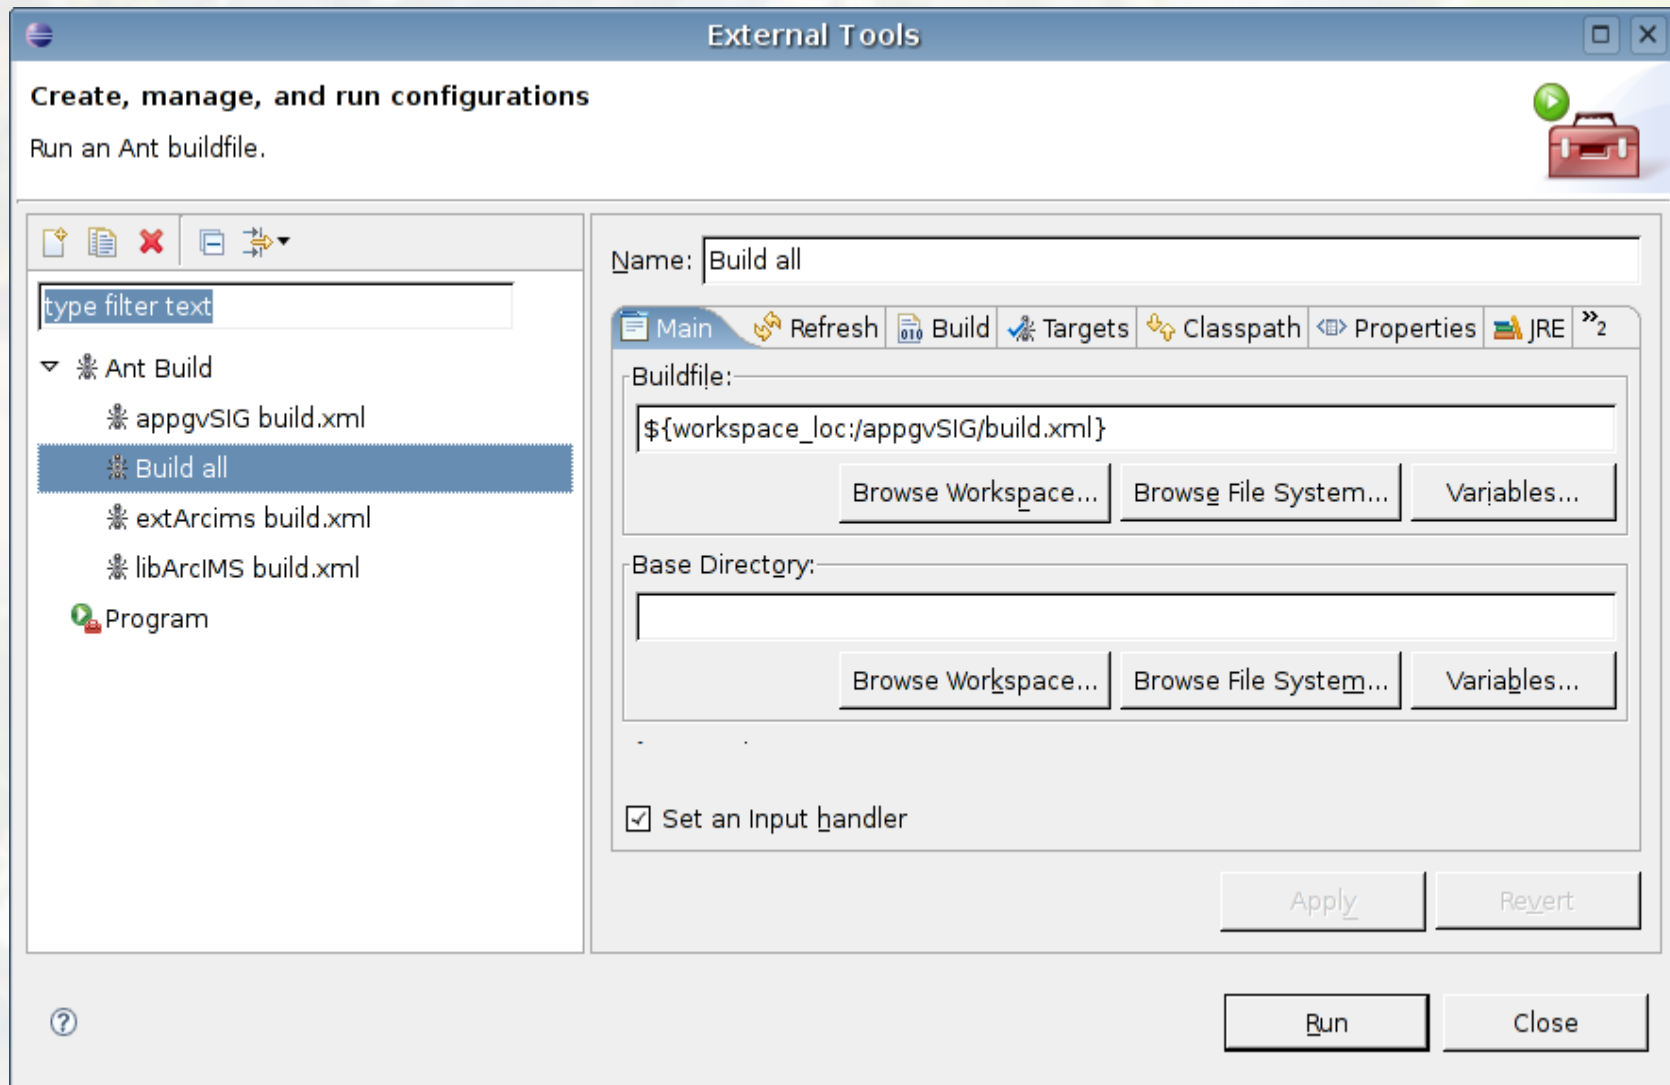 External Tools
Create, manage, and run configurations
Run an Ant buildfile.
type filter text
Ant Build
appgvSIG build.xml
Build all
extArcims build.xml
libArcIMS build.xml
Program
Name: Build all
Main Refresh Build Targets Classpath Properties JRE »2
Buildfile:
${workspace_loc:/appgvSIG/build.xml}
Browse Workspace... Browse File System... Variables...
Base Directory:
Browse Workspace... Browse File System... Variables...
Set an Input handler
Apply Revert
Run Close